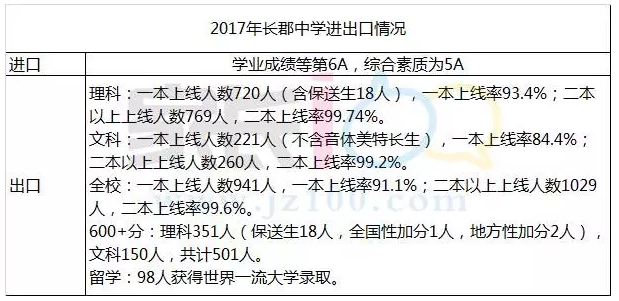 2017年长郡中学进出口情况
进口
学业成绩等第6A，综合素质为5A
出口
理科：一本上线人数720人（含保送生18人），一本上线率93.4%；二本
以上上线人数769人，二本上线率99.74%。
文科：一本上线人数221人（不含音体美特长生），一本上线率84.4%；
二本以上上线人数260人，二本上线率99.2%。
全校：一本上线人数941人，一本上线率91.1%；二本以上上线人数1029
人，二本上线率99.6%。
600+分：理科351人（保送生18人，全国性加分1人，地方性加分2人），
文科150人，共计501人。
留学：98人获得世界一流大学录取。
www.jz100.com